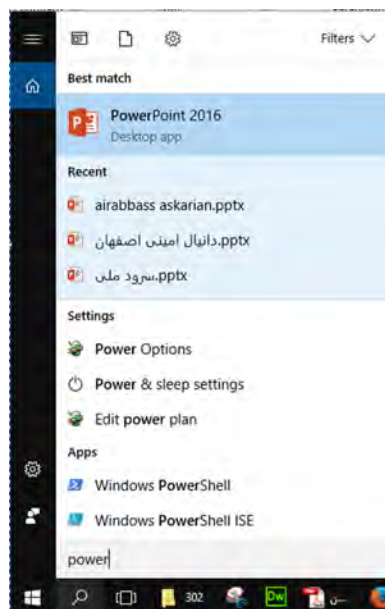 Filters
Best match
PowerPoint 2016
Desktop app
Recent
airabbass askarian.pptx
دانیال امینی اصفهان.pptx
سرود ملی.pptx
Settings
Power Options
Power & sleep settings
Edit power plan
Apps
Windows PowerShell
Windows PowerShell ISE
power
302
Dw